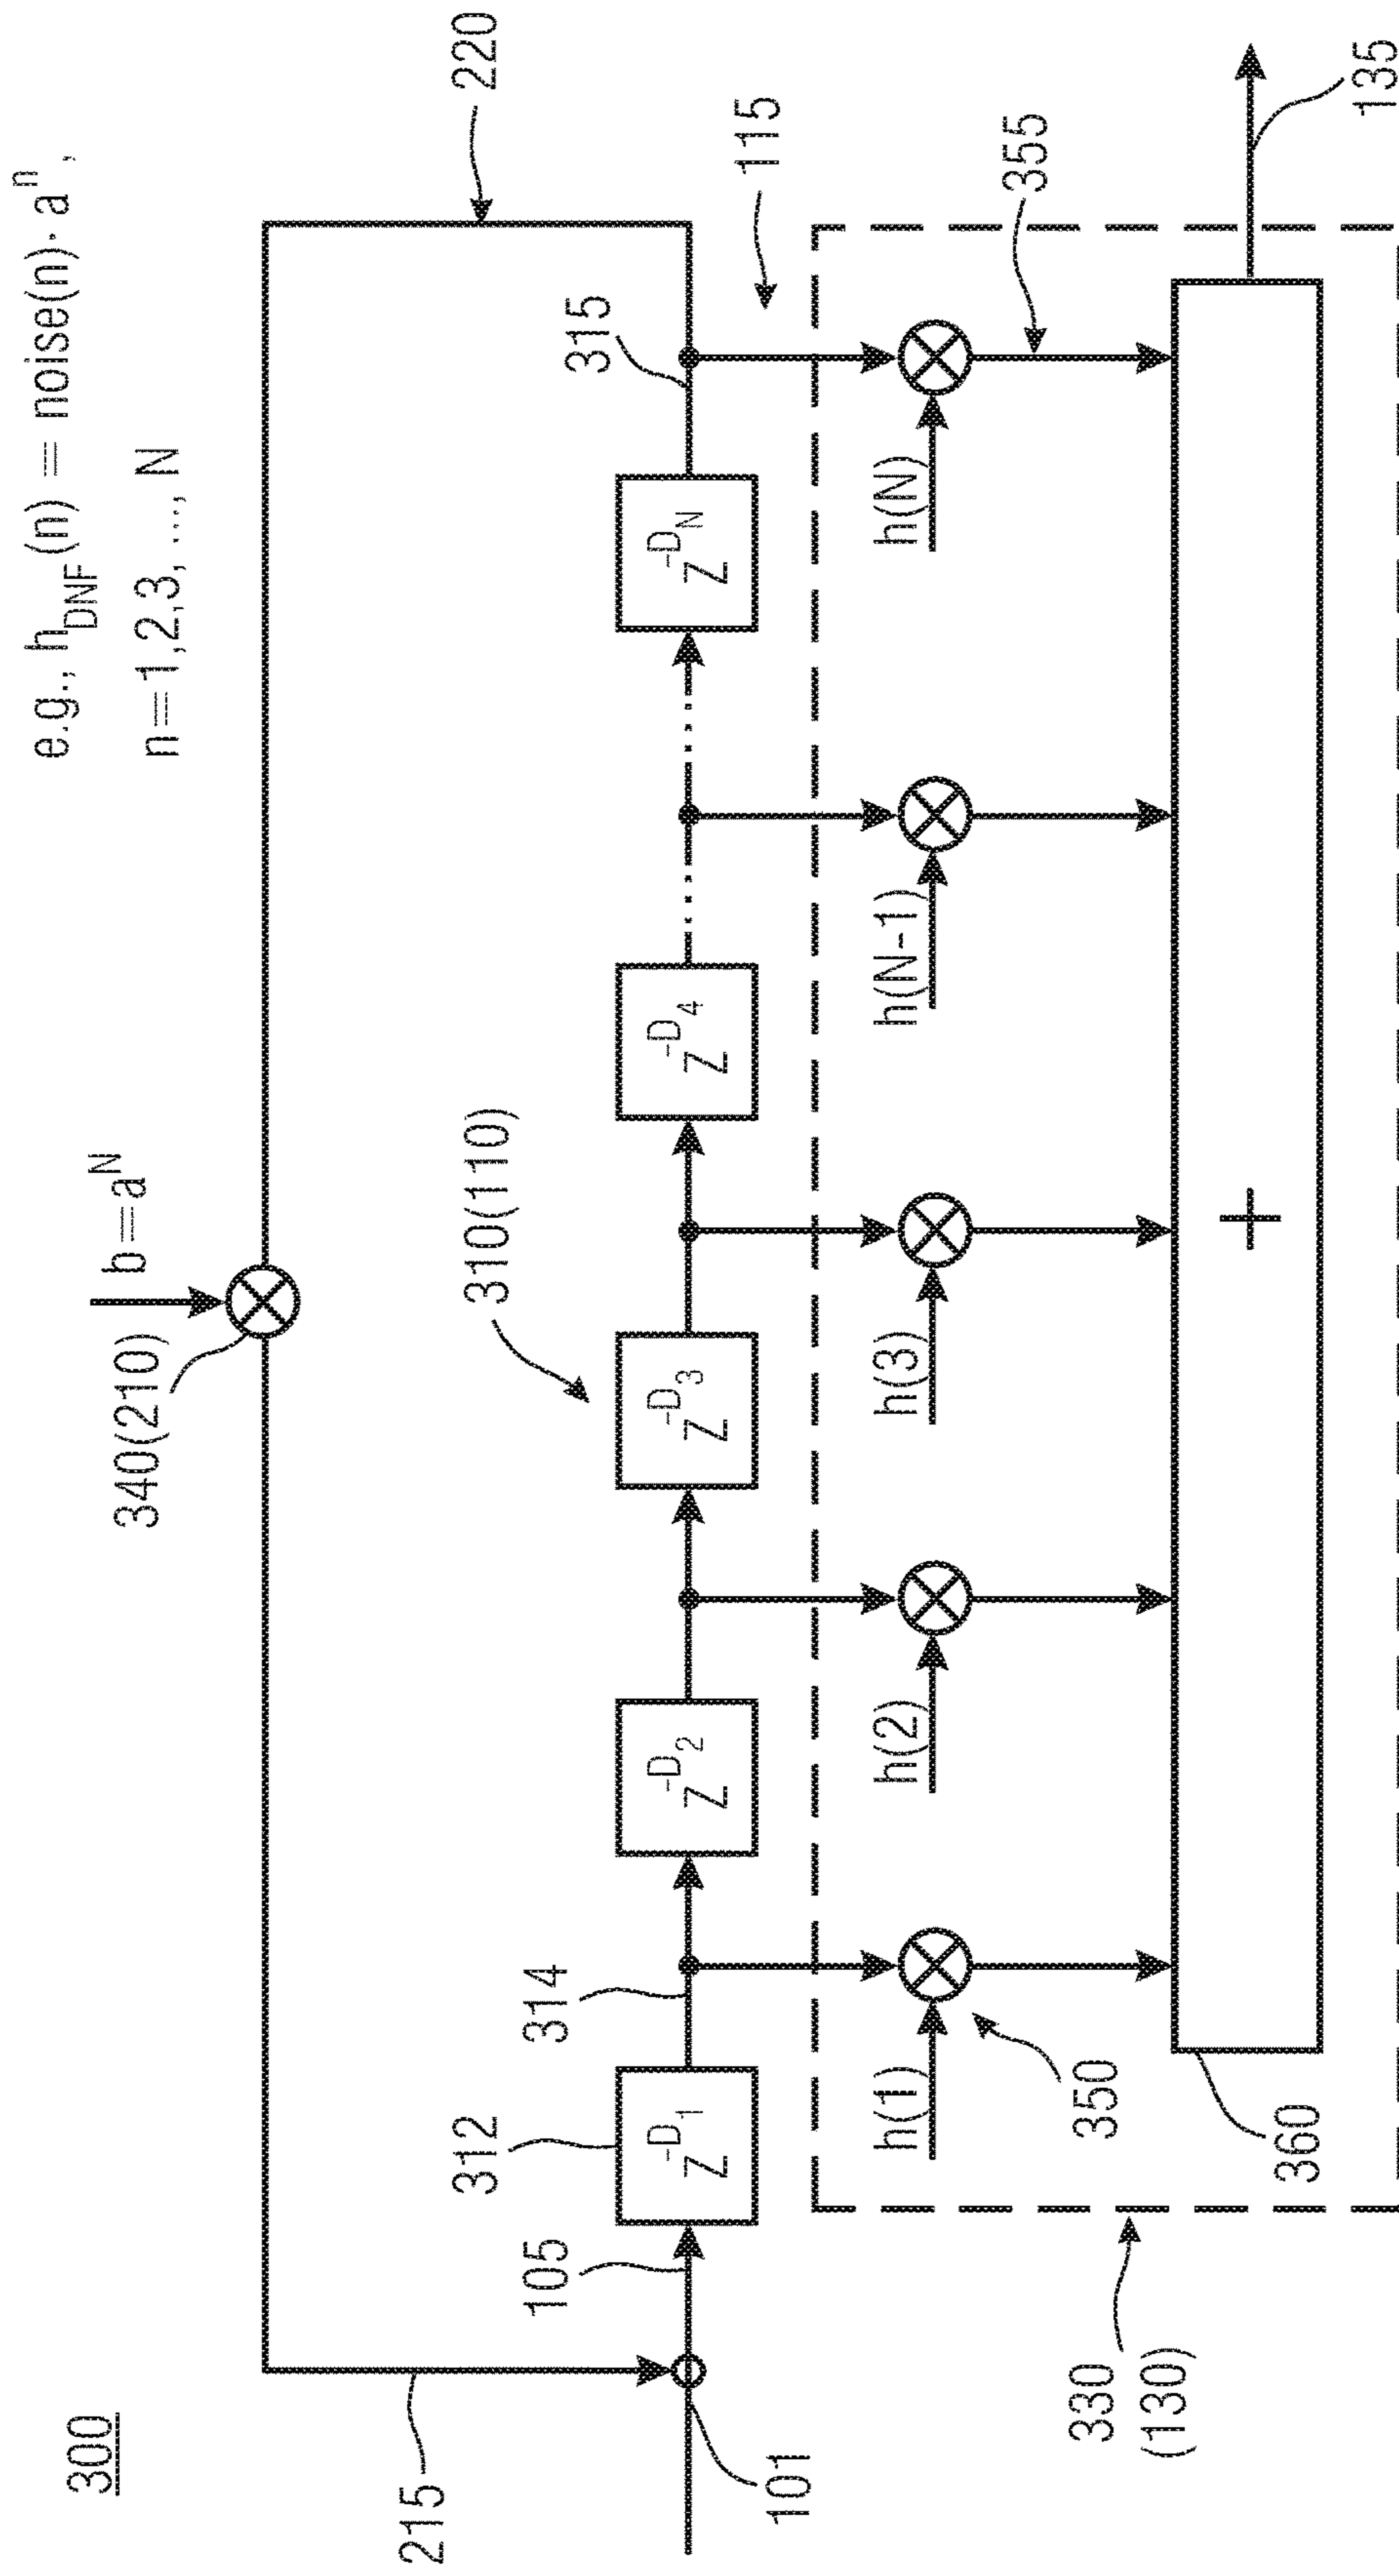 300
e.g., h_DNF(n) = noise(n)· a^n ,
n=1,2,3, ..., N
b=a^N
340(210)
215
220
310(110)
101
105
312
314
315
115
z^-D_1
z^-D_2
z^-D_3
z^-D_4
z^-D_N
h(1)
h(2)
h(3)
h(N-1)
h(N)
350
355
330
(130)
360
+
135